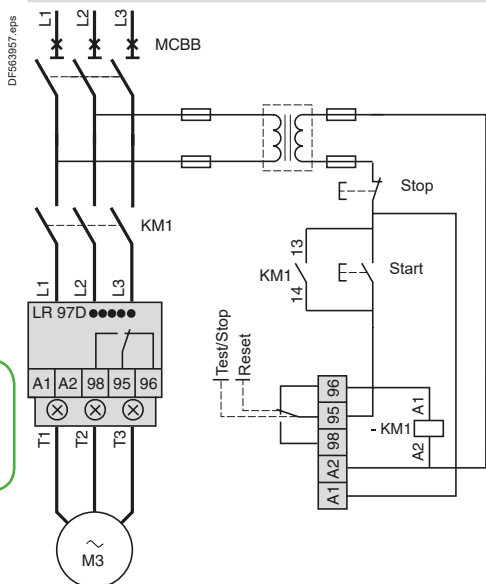 DF563957.eps
L1
L2
L3
MCBB
Stop
KM1
13
14
KM1
Start
L1
L2
L3
LR 97D ●●●●●
A1 A2 98 95 96
Test/Stop
Reset
96
95
98
A2
A1
- KM1
A1
A2
T1
T2
T3
~
M3